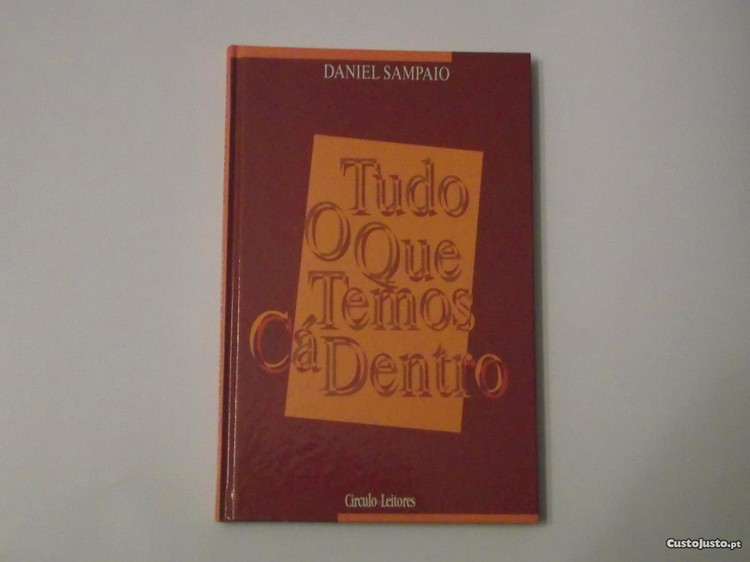 DANIEL SAMPAIO
Tudo
O Que
Temos
Cá Dentro
Círculo Leitores
CustoJusto.pt